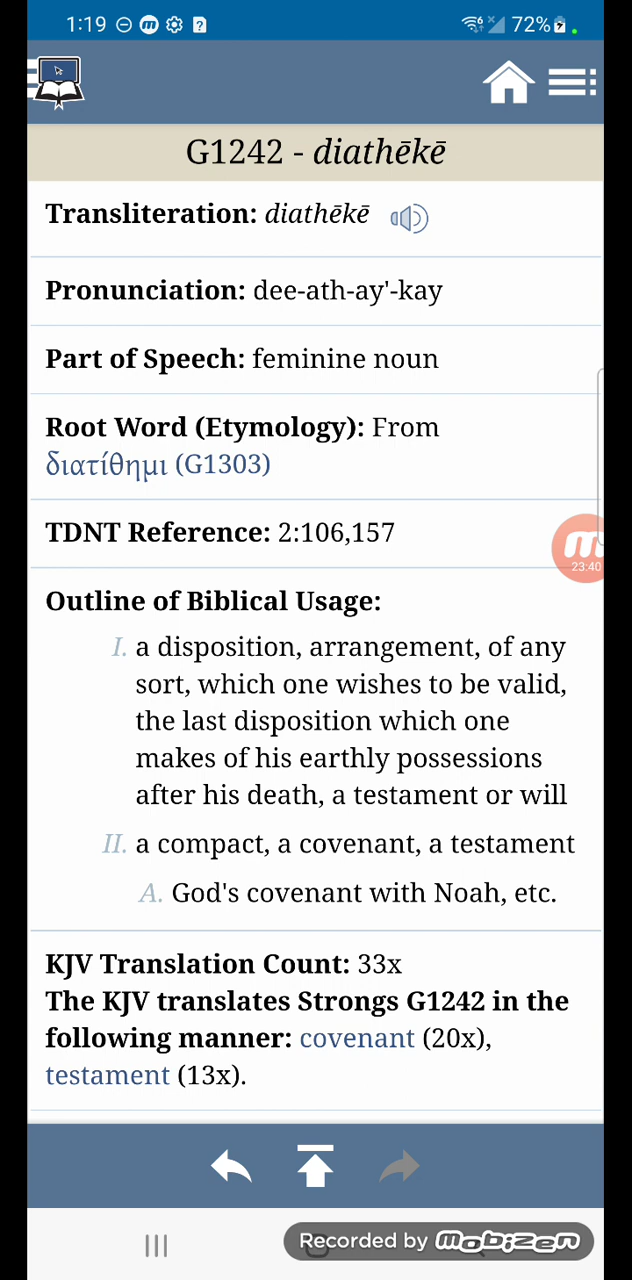 1:19 72%
G1242 - diathēkē
Transliteration: diathēkē
Pronunciation: dee-ath-ay'-kay
Part of Speech: feminine noun
Root Word (Etymology): From
διατίθημι (G1303)
TDNT Reference: 2:106,157
23:40
Outline of Biblical Usage:
I. a disposition, arrangement, of any
sort, which one wishes to be valid,
the last disposition which one
makes of his earthly possessions
after his death, a testament or will
II. a compact, a covenant, a testament
A. God's covenant with Noah, etc.
KJV Translation Count: 33x
The KJV translates Strongs G1242 in the
following manner: covenant (20x),
testament (13x).
Recorded by mobizen